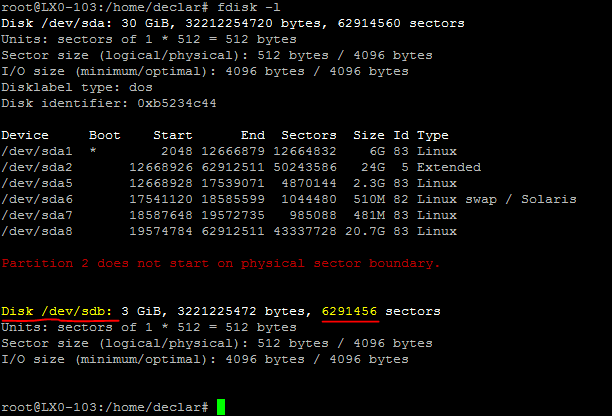 root@LX0-103:/home/declar# fdisk -l
Disk /dev/sda: 30 GiB, 32212254720 bytes, 62914560 sectors
Units: sectors of 1 * 512 = 512 bytes
Sector size (logical/physical): 512 bytes / 4096 bytes
I/O size (minimum/optimal): 4096 bytes / 4096 bytes
Disklabel type: dos
Disk identifier: 0xb5234c44
Device     Boot    Start      End  Sectors  Size Id Type
/dev/sda1  *        2048 12666879 12664832    6G 83 Linux
/dev/sda2       12668926 62912511 50243586   24G  5 Extended
/dev/sda5       12668928 17539071  4870144  2.3G 83 Linux
/dev/sda6       17541120 18585599  1044480  510M 82 Linux swap / Solaris
/dev/sda7       18587648 19572735   985088  481M 83 Linux
/dev/sda8       19574784 62912511 43337728 20.7G 83 Linux
Partition 2 does not start on physical sector boundary.
Disk /dev/sdb: 3 GiB, 3221225472 bytes, 6291456 sectors
Units: sectors of 1 * 512 = 512 bytes
Sector size (logical/physical): 512 bytes / 4096 bytes
I/O size (minimum/optimal): 4096 bytes / 4096 bytes
root@LX0-103:/home/declar#